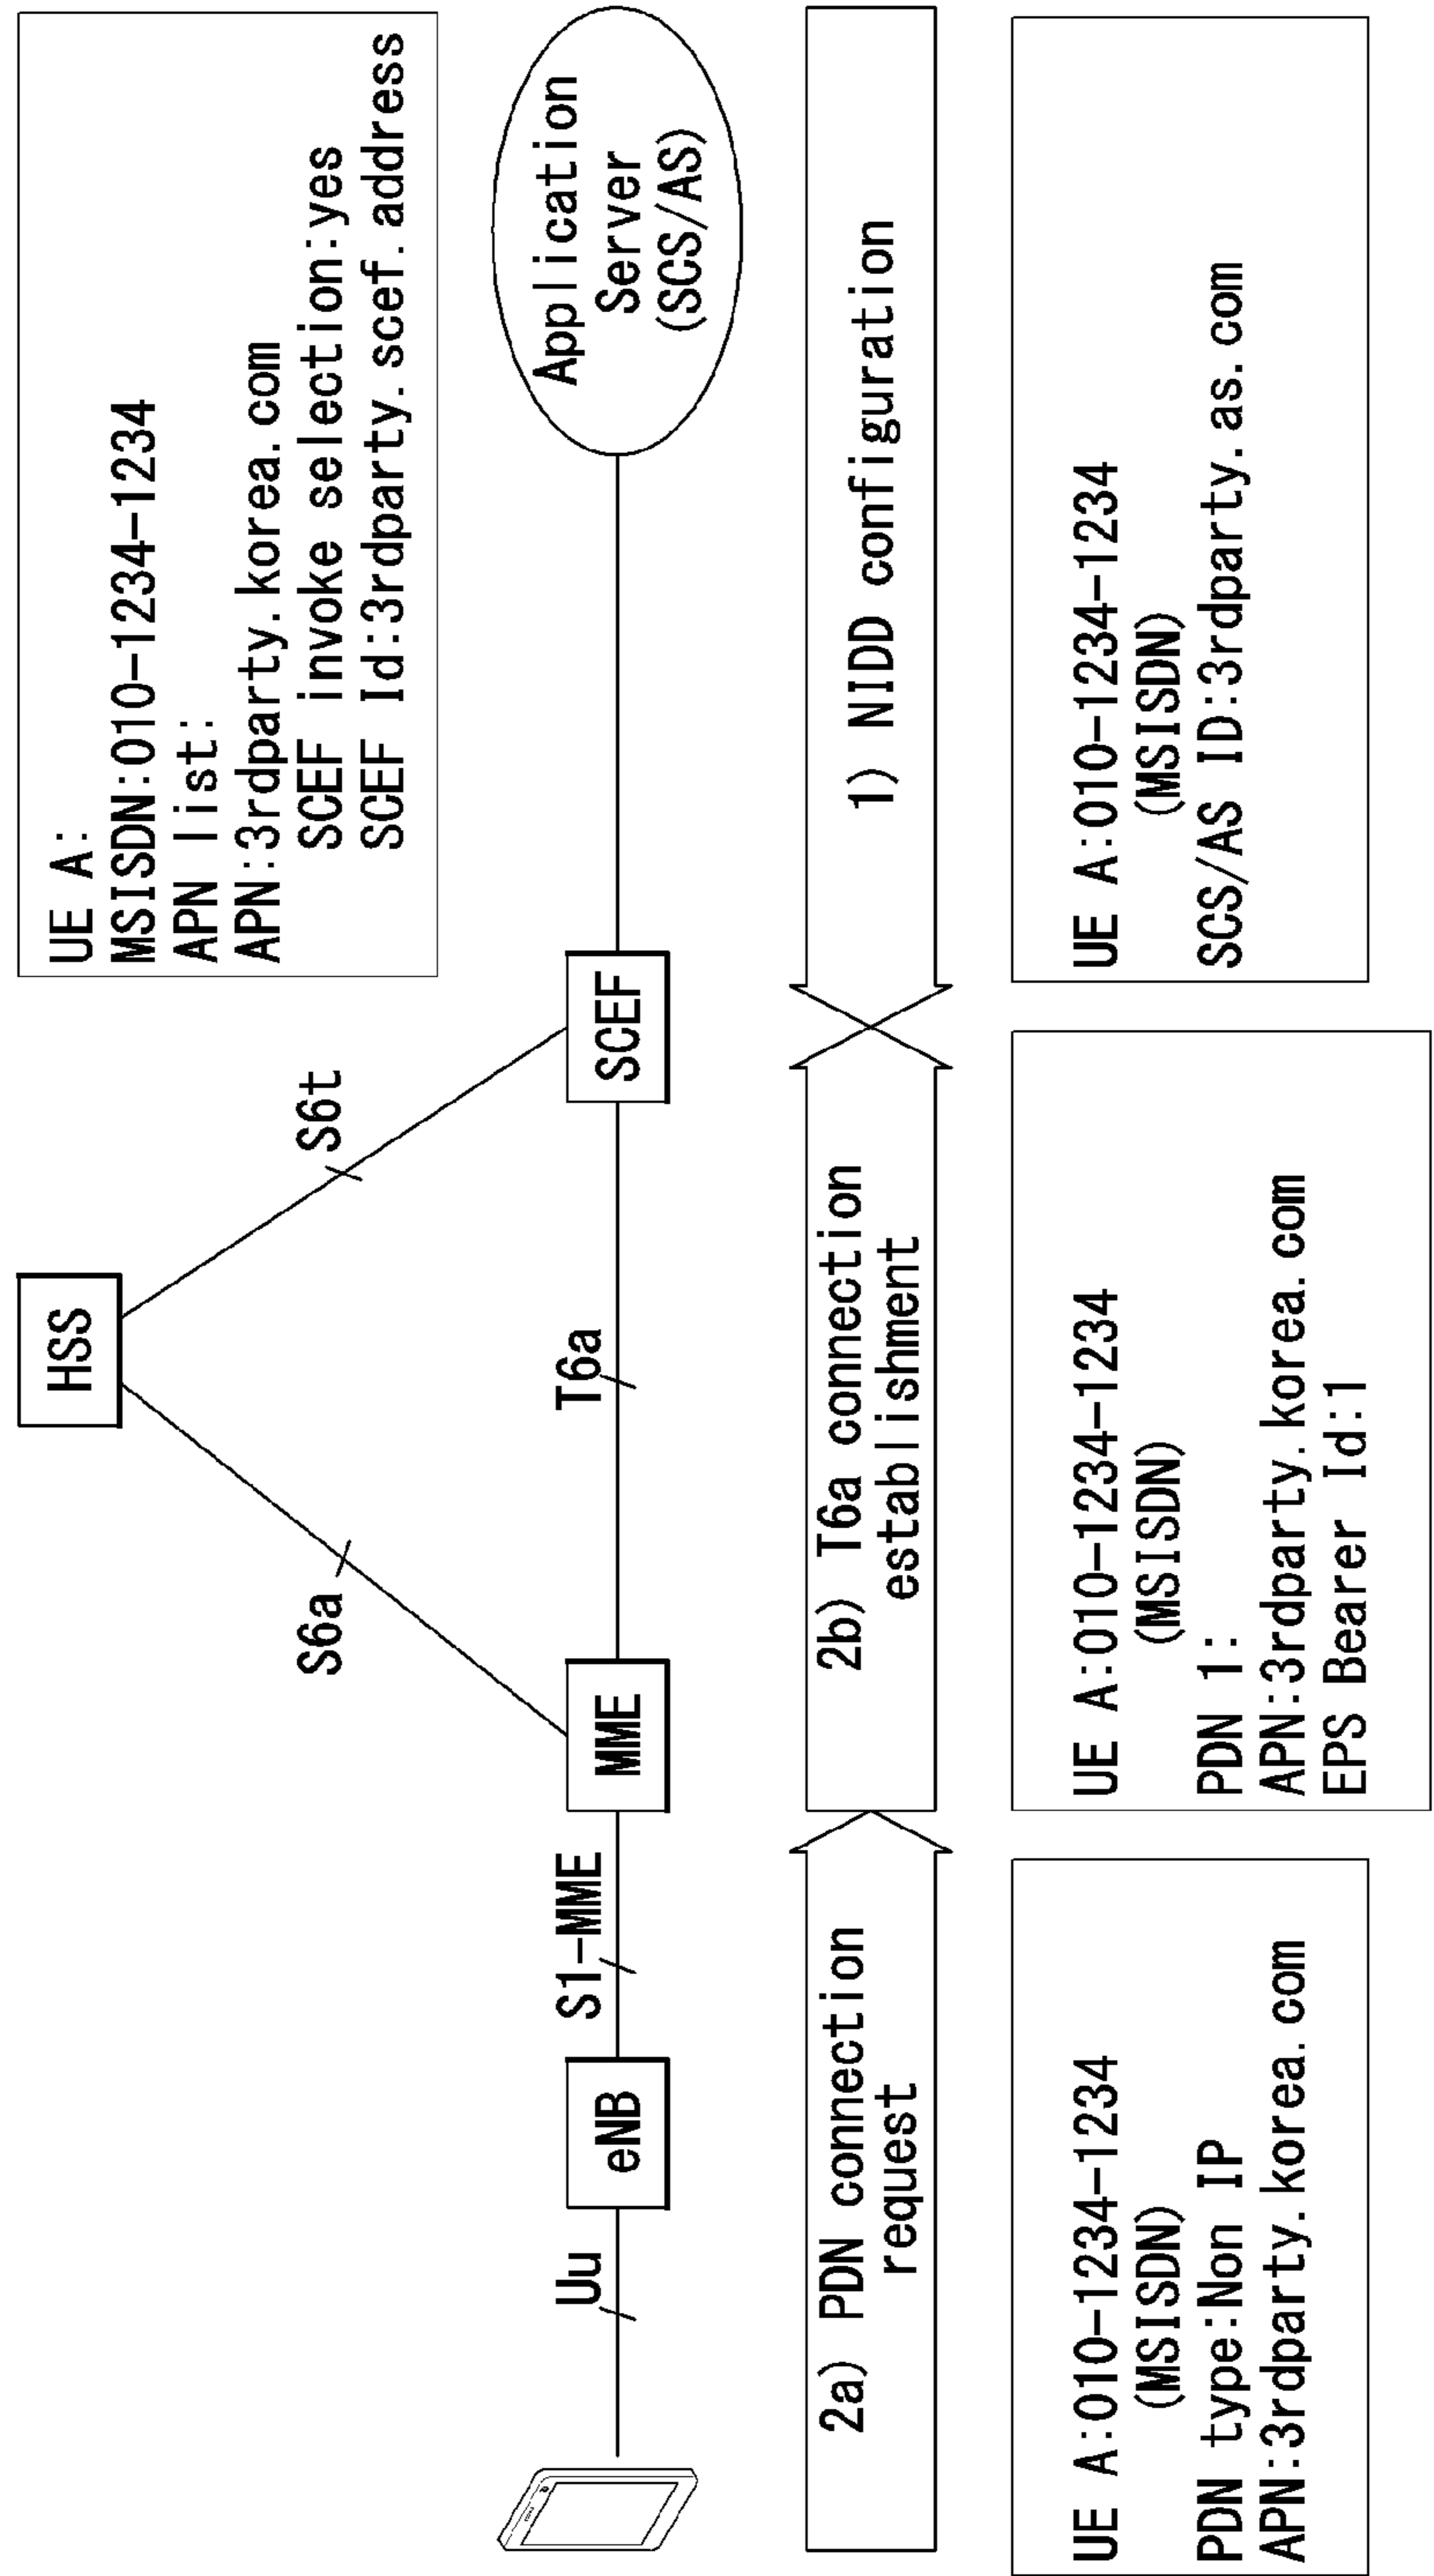 HSS
UE A:
MSISDN:010-1234-1234
APN list:
APN:3rdparty.korea.com
SCEF invoke selection:yes
SCEF Id:3rdparty.scef.address
S6a
S6t
Uu
eNB
S1-MME
MME
T6a
SCEF
Application
Server
(SCS/AS)
2a) PDN connection
request
2b) T6a connection
establishment
1) NIDD configuration
UE A:010-1234-1234
(MSISDN)
PDN type:Non IP
APN:3rdparty.korea.com
UE A:010-1234-1234
(MSISDN)
PDN 1:
APN:3rdparty.korea.com
EPS Bearer Id:1
UE A:010-1234-1234
(MSISDN)
SCS/AS ID:3rdparty.as.com